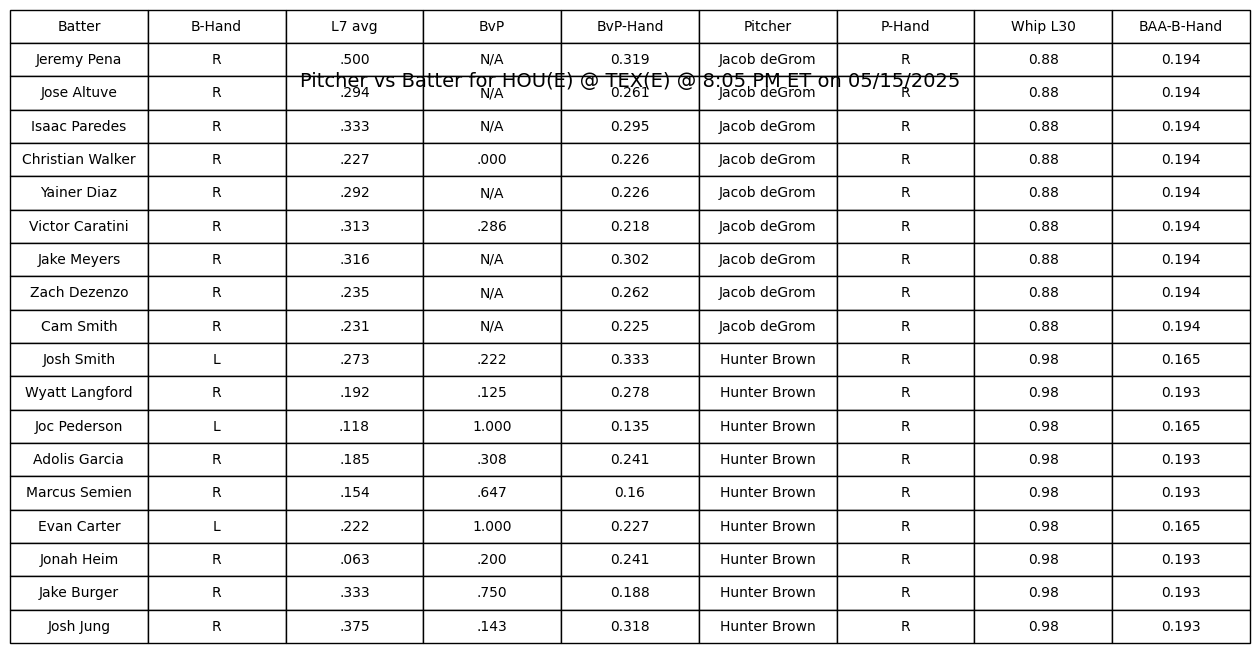 Batter B-Hand L7 avg BvP BvP-Hand Pitcher P-Hand Whip L30 BAA-B-Hand
Jeremy Pena R .500 N/A 0.319 Jacob deGrom R 0.88 0.194
Pitcher vs Batter for HOU(E) @ TEX(E) @ 8:05 PM ET on 05/15/2025
Jose Altuve R .294 N/A 0.261 Jacob deGrom R 0.88 0.194
Isaac Paredes R .333 N/A 0.295 Jacob deGrom R 0.88 0.194
Christian Walker R .227 .000 0.226 Jacob deGrom R 0.88 0.194
Yainer Diaz R .292 N/A 0.226 Jacob deGrom R 0.88 0.194
Victor Caratini R .313 .286 0.218 Jacob deGrom R 0.88 0.194
Jake Meyers R .316 N/A 0.302 Jacob deGrom R 0.88 0.194
Zach Dezenzo R .235 N/A 0.262 Jacob deGrom R 0.88 0.194
Cam Smith R .231 N/A 0.225 Jacob deGrom R 0.88 0.194
Josh Smith L .273 .222 0.333 Hunter Brown R 0.98 0.165
Wyatt Langford R .192 .125 0.278 Hunter Brown R 0.98 0.193
Joc Pederson L .118 1.000 0.135 Hunter Brown R 0.98 0.165
Adolis Garcia R .185 .308 0.241 Hunter Brown R 0.98 0.193
Marcus Semien R .154 .647 0.16 Hunter Brown R 0.98 0.193
Evan Carter L .222 1.000 0.227 Hunter Brown R 0.98 0.165
Jonah Heim R .063 .200 0.241 Hunter Brown R 0.98 0.193
Jake Burger R .333 .750 0.188 Hunter Brown R 0.98 0.193
Josh Jung R .375 .143 0.318 Hunter Brown R 0.98 0.193